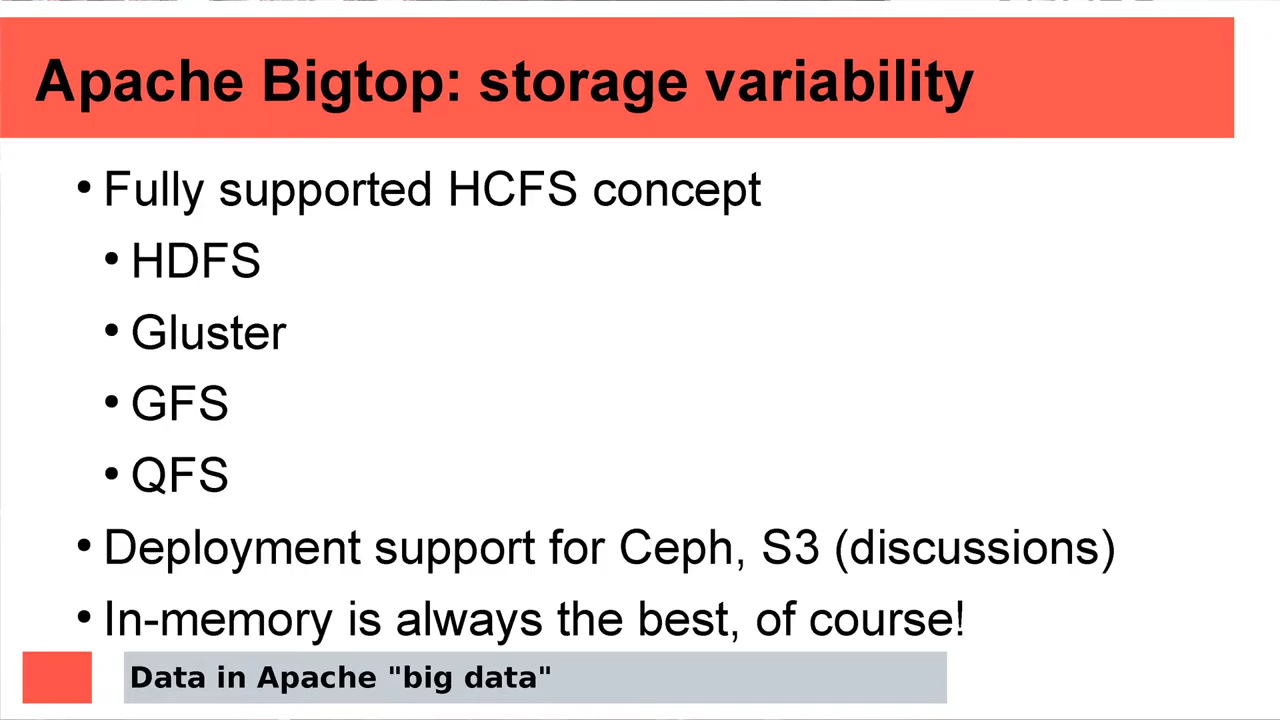 Apache Bigtop: storage variability
• Fully supported HCFS concept
• HDFS
• Gluster
• GFS
• QFS
• Deployment support for Ceph, S3 (discussions)
• In-memory is always the best, of course!
Data in Apache "big data"